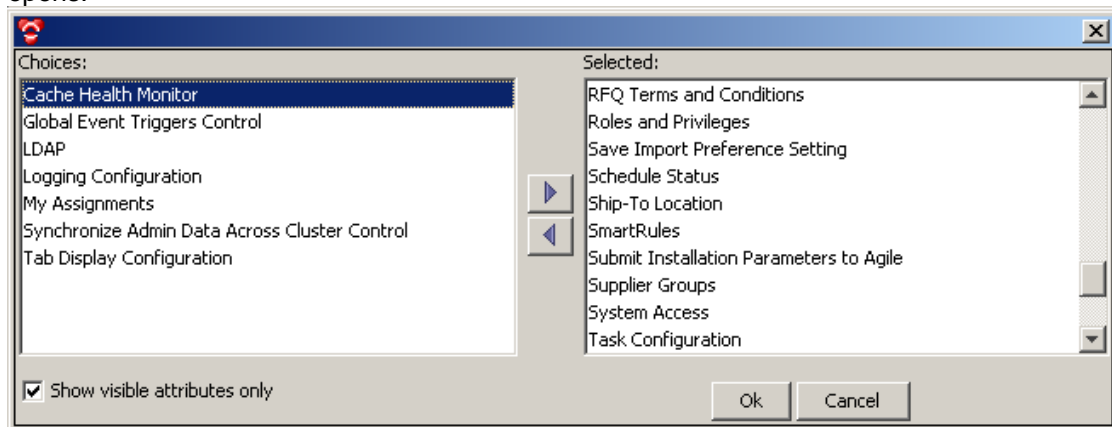 opens.
Choices:
Selected:
Cache Health Monitor
Global Event Triggers Control
LDAP
Logging Configuration
My Assignments
Synchronize Admin Data Across Cluster Control
Tab Display Configuration
RFQ Terms and Conditions
Roles and Privileges
Save Import Preference Setting
Schedule Status
Ship-To Location
SmartRules
Submit Installation Parameters to Agile
Supplier Groups
System Access
Task Configuration
Show visible attributes only
Ok
Cancel